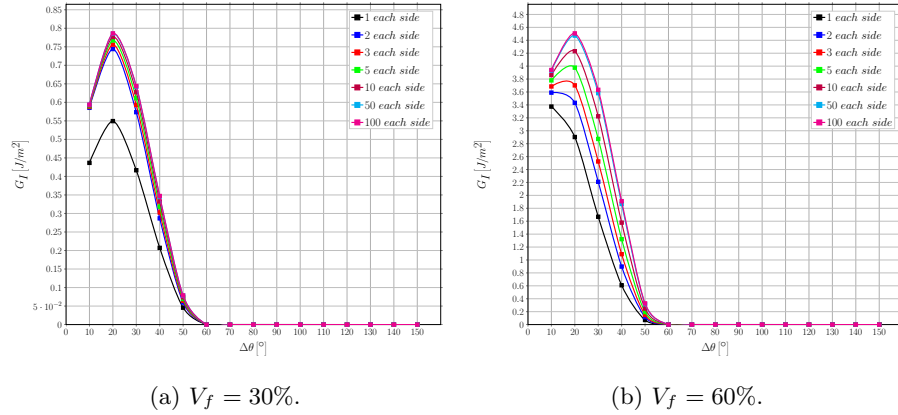 0.85
0.8
0.75
0.7
0.65
0.6
0.55
0.5
0.45
0.4
0.35
0.3
0.25
0.2
0.15
0.1
5 · 10⁻²
0
G_I [J/m²]
0 10 20 30 40 50 60 70 80 90 100 110 120 130 140 150
Δθ [°]
1 each side
2 each side
3 each side
5 each side
10 each side
50 each side
100 each side
(a) V_f = 30%.
4.8
4.6
4.4
4.2
4
3.8
3.6
3.4
3.2
3
2.8
2.6
2.4
2.2
2
1.8
1.6
1.4
1.2
1
0.8
0.6
0.4
0.2
0
G_I [J/m²]
0 10 20 30 40 50 60 70 80 90 100 110 120 130 140 150
Δθ [°]
1 each side
2 each side
3 each side
5 each side
10 each side
50 each side
100 each side
(b) V_f = 60%.